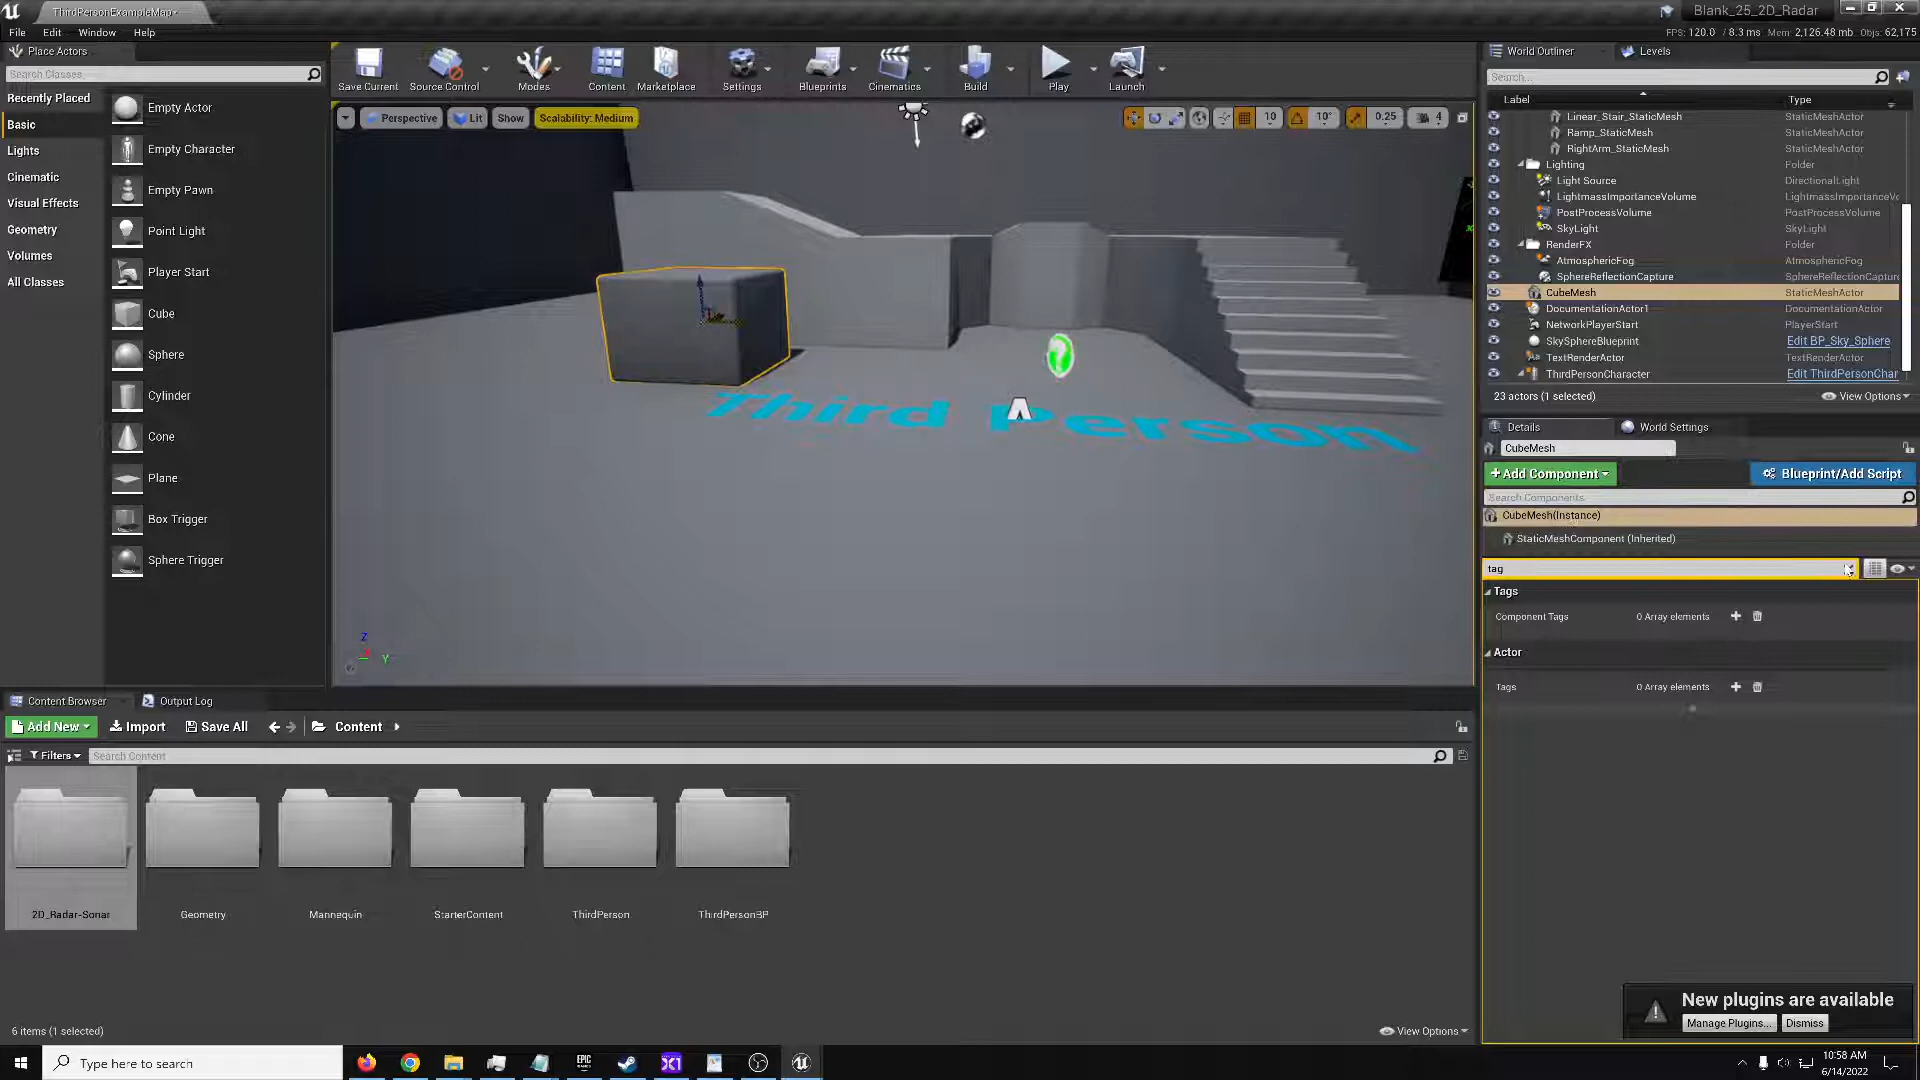 ThirdPersonExampleMap
Blank_25_2D_Radar
File Edit Window Help
FPS: 120.0 / 8.3 ms Mem: 2,126.48 mb Objs: 62,175
Place Actors
Search Classes
Recently Placed
Basic
Lights
Cinematic
Visual Effects
Geometry
Volumes
All Classes
Empty Actor
Empty Character
Empty Pawn
Point Light
Player Start
Cube
Sphere
Cylinder
Cone
Plane
Box Trigger
Sphere Trigger
Save Current Source Control Modes Content Marketplace Settings Blueprints Cinematics Build Play Launch
Perspective Lit Show Scalability: Medium
10 10° 0.25 4
Third Person
Z
Y
World Outliner Levels
Search...
Label Type
Linear_Stair_StaticMesh StaticMeshActor
Ramp_StaticMesh StaticMeshActor
RightArm_StaticMesh StaticMeshActor
Lighting Folder
Light Source DirectionalLight
LightmassImportanceVolume LightmassImportanceVo
PostProcessVolume PostProcessVolume
SkyLight SkyLight
RenderFX Folder
AtmosphericFog AtmosphericFog
SphereReflectionCapture SphereReflectionCapture
CubeMesh StaticMeshActor
DocumentationActor1 DocumentationActor
NetworkPlayerStart PlayerStart
SkySphereBlueprint Edit BP_Sky_Sphere
TextRenderActor TextRenderActor
ThirdPersonCharacter Edit ThirdPersonChar
23 actors (1 selected) View Options
Details World Settings
CubeMesh
+ Add Component Blueprint/Add Script
Search Components
CubeMesh(Instance)
StaticMeshComponent (Inherited)
tag
Tags
Component Tags 0 Array elements
Actor
Tags 0 Array elements
Content Browser Output Log
Add New Import Save All Content
Filters Search Content
2D_Radar-Sonar Geometry Mannequin StarterContent ThirdPerson ThirdPersonBP
6 items (1 selected) View Options
New plugins are available
Manage Plugins... Dismiss
Type here to search
EPIC GAMES
10:58 AM
6/14/2022